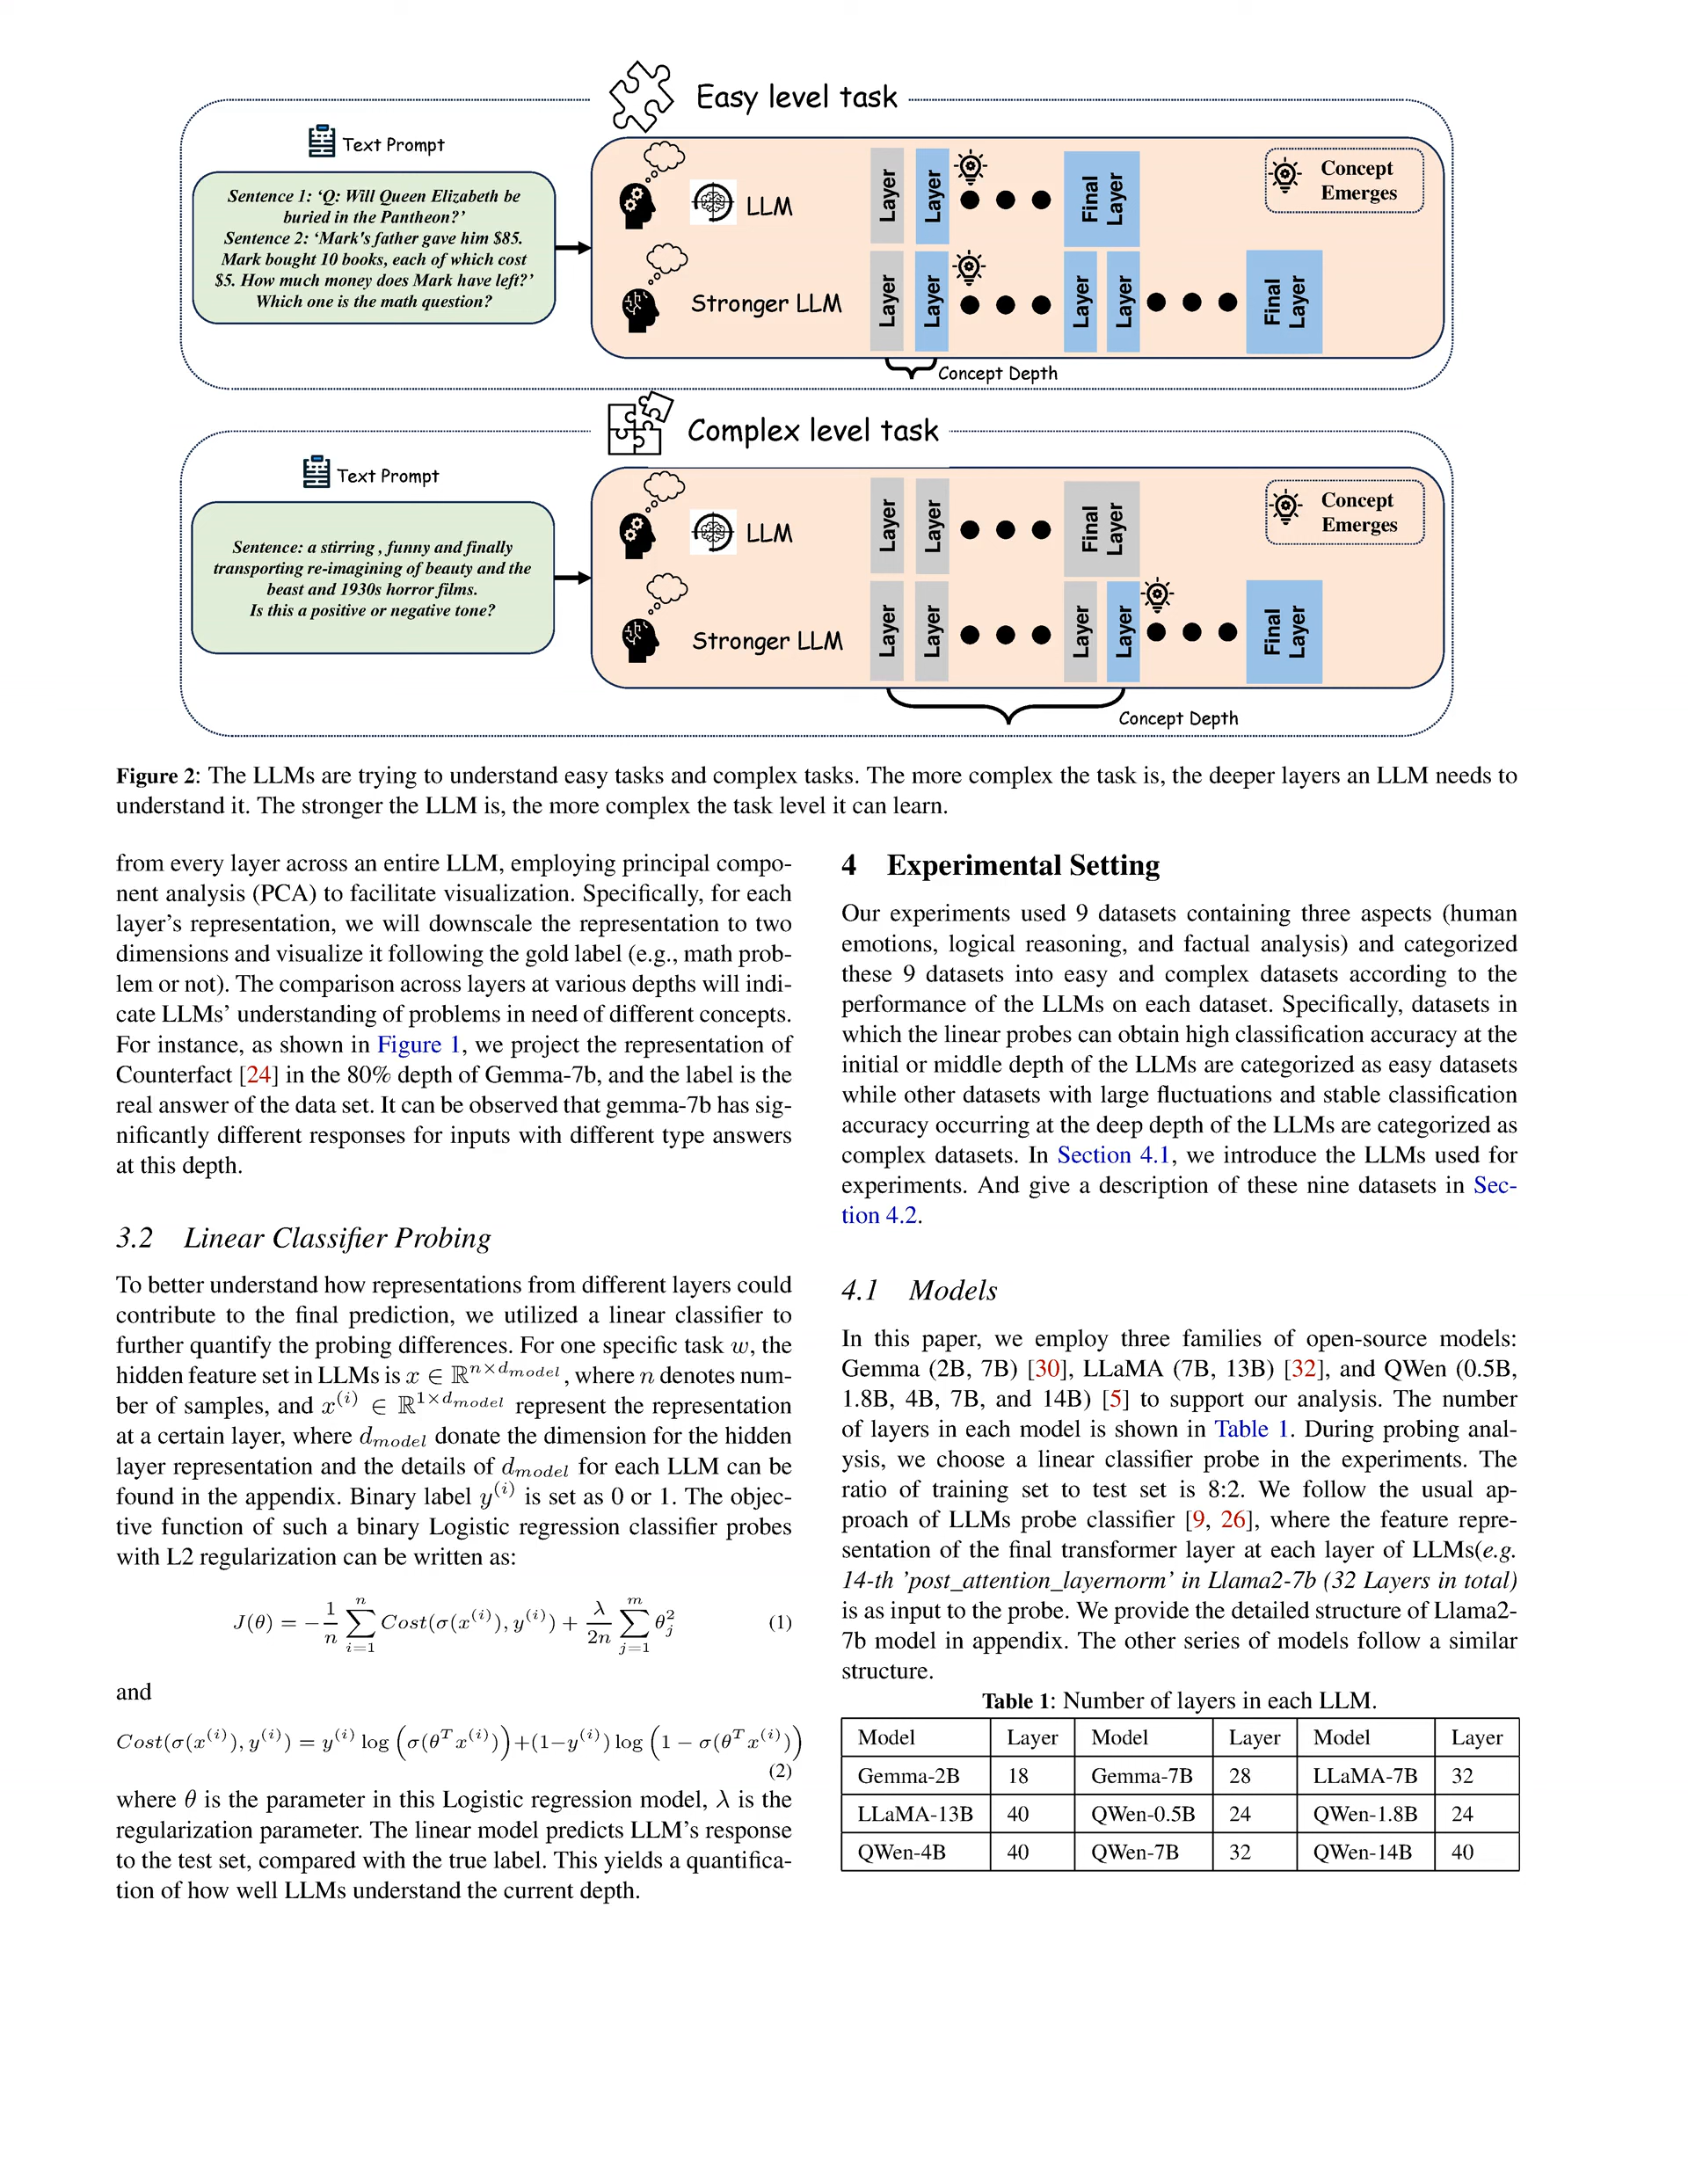 Easy level task
Text Prompt
Sentence 1: ‘Q: Will Queen Elizabeth be
buried in the Pantheon?’
Sentence 2: ‘Mark's father gave him $85.
Mark bought 10 books, each of which cost
$5. How much money does Mark have left?’
Which one is the math question?
LLM
Layer
Layer
Final
Layer
Concept
Emerges
Stronger LLM
Layer
Layer
Layer
Layer
Final
Layer
Concept Depth
Complex level task
Text Prompt
Sentence: a stirring , funny and finally
transporting re-imagining of beauty and the
beast and 1930s horror films.
Is this a positive or negative tone?
LLM
Layer
Layer
Final
Layer
Concept
Emerges
Stronger LLM
Layer
Layer
Layer
Layer
Final
Layer
Concept Depth
Figure 2: The LLMs are trying to understand easy tasks and complex tasks. The more complex the task is, the deeper layers an LLM needs to
understand it. The stronger the LLM is, the more complex the task level it can learn.
from every layer across an entire LLM, employing principal compo-
nent analysis (PCA) to facilitate visualization. Specifically, for each
layer’s representation, we will downscale the representation to two
dimensions and visualize it following the gold label (e.g., math prob-
lem or not). The comparison across layers at various depths will indi-
cate LLMs’ understanding of problems in need of different concepts.
For instance, as shown in Figure 1, we project the representation of
Counterfact [24] in the 80% depth of Gemma-7b, and the label is the
real answer of the data set. It can be observed that gemma-7b has sig-
nificantly different responses for inputs with different type answers
at this depth.
3.2 Linear Classifier Probing
To better understand how representations from different layers could
contribute to the final prediction, we utilized a linear classifier to
further quantify the probing differences. For one specific task w, the
hidden feature set in LLMs is x ∈ ℝ^{n×d_{model}}, where n denotes num-
ber of samples, and x^{(i)} ∈ ℝ^{1×d_{model}} represent the representation
at a certain layer, where d_{model} donate the dimension for the hidden
layer representation and the details of d_{model} for each LLM can be
found in the appendix. Binary label y^{(i)} is set as 0 or 1. The objec-
tive function of such a binary Logistic regression classifier probes
with L2 regularization can be written as:
J(θ) = −\frac{1}{n} ∑_{i=1}^{n} Cost(σ(x^{(i)}), y^{(i)}) + \frac{λ}{2n} ∑_{j=1}^{m} θ_j^2 (1)
and
Cost(σ(x^{(i)}), y^{(i)}) = y^{(i)} log (σ(θ^T x^{(i)})) + (1−y^{(i)}) log (1 − σ(θ^T x^{(i)}))
(2)
where θ is the parameter in this Logistic regression model, λ is the
regularization parameter. The linear model predicts LLM’s response
to the test set, compared with the true label. This yields a quantifica-
tion of how well LLMs understand the current depth.
4 Experimental Setting
Our experiments used 9 datasets containing three aspects (human
emotions, logical reasoning, and factual analysis) and categorized
these 9 datasets into easy and complex datasets according to the
performance of the LLMs on each dataset. Specifically, datasets in
which the linear probes can obtain high classification accuracy at the
initial or middle depth of the LLMs are categorized as easy datasets
while other datasets with large fluctuations and stable classification
accuracy occurring at the deep depth of the LLMs are categorized as
complex datasets. In Section 4.1, we introduce the LLMs used for
experiments. And give a description of these nine datasets in Sec-
tion 4.2.
4.1 Models
In this paper, we employ three families of open-source models:
Gemma (2B, 7B) [30], LLaMA (7B, 13B) [32], and QWen (0.5B,
1.8B, 4B, 7B, and 14B) [5] to support our analysis. The number
of layers in each model is shown in Table 1. During probing anal-
ysis, we choose a linear classifier probe in the experiments. The
ratio of training set to test set is 8:2. We follow the usual ap-
proach of LLMs probe classifier [9, 26], where the feature repre-
sentation of the final transformer layer at each layer of LLMs(e.g.
14-th ’post_attention_layernorm’ in Llama2-7b (32 Layers in total)
is as input to the probe. We provide the detailed structure of Llama2-
7b model in appendix. The other series of models follow a similar
structure.
Table 1: Number of layers in each LLM.
Model Layer Model Layer Model Layer
Gemma-2B 18 Gemma-7B 28 LLaMA-7B 32
LLaMA-13B 40 QWen-0.5B 24 QWen-1.8B 24
QWen-4B 40 QWen-7B 32 QWen-14B 40